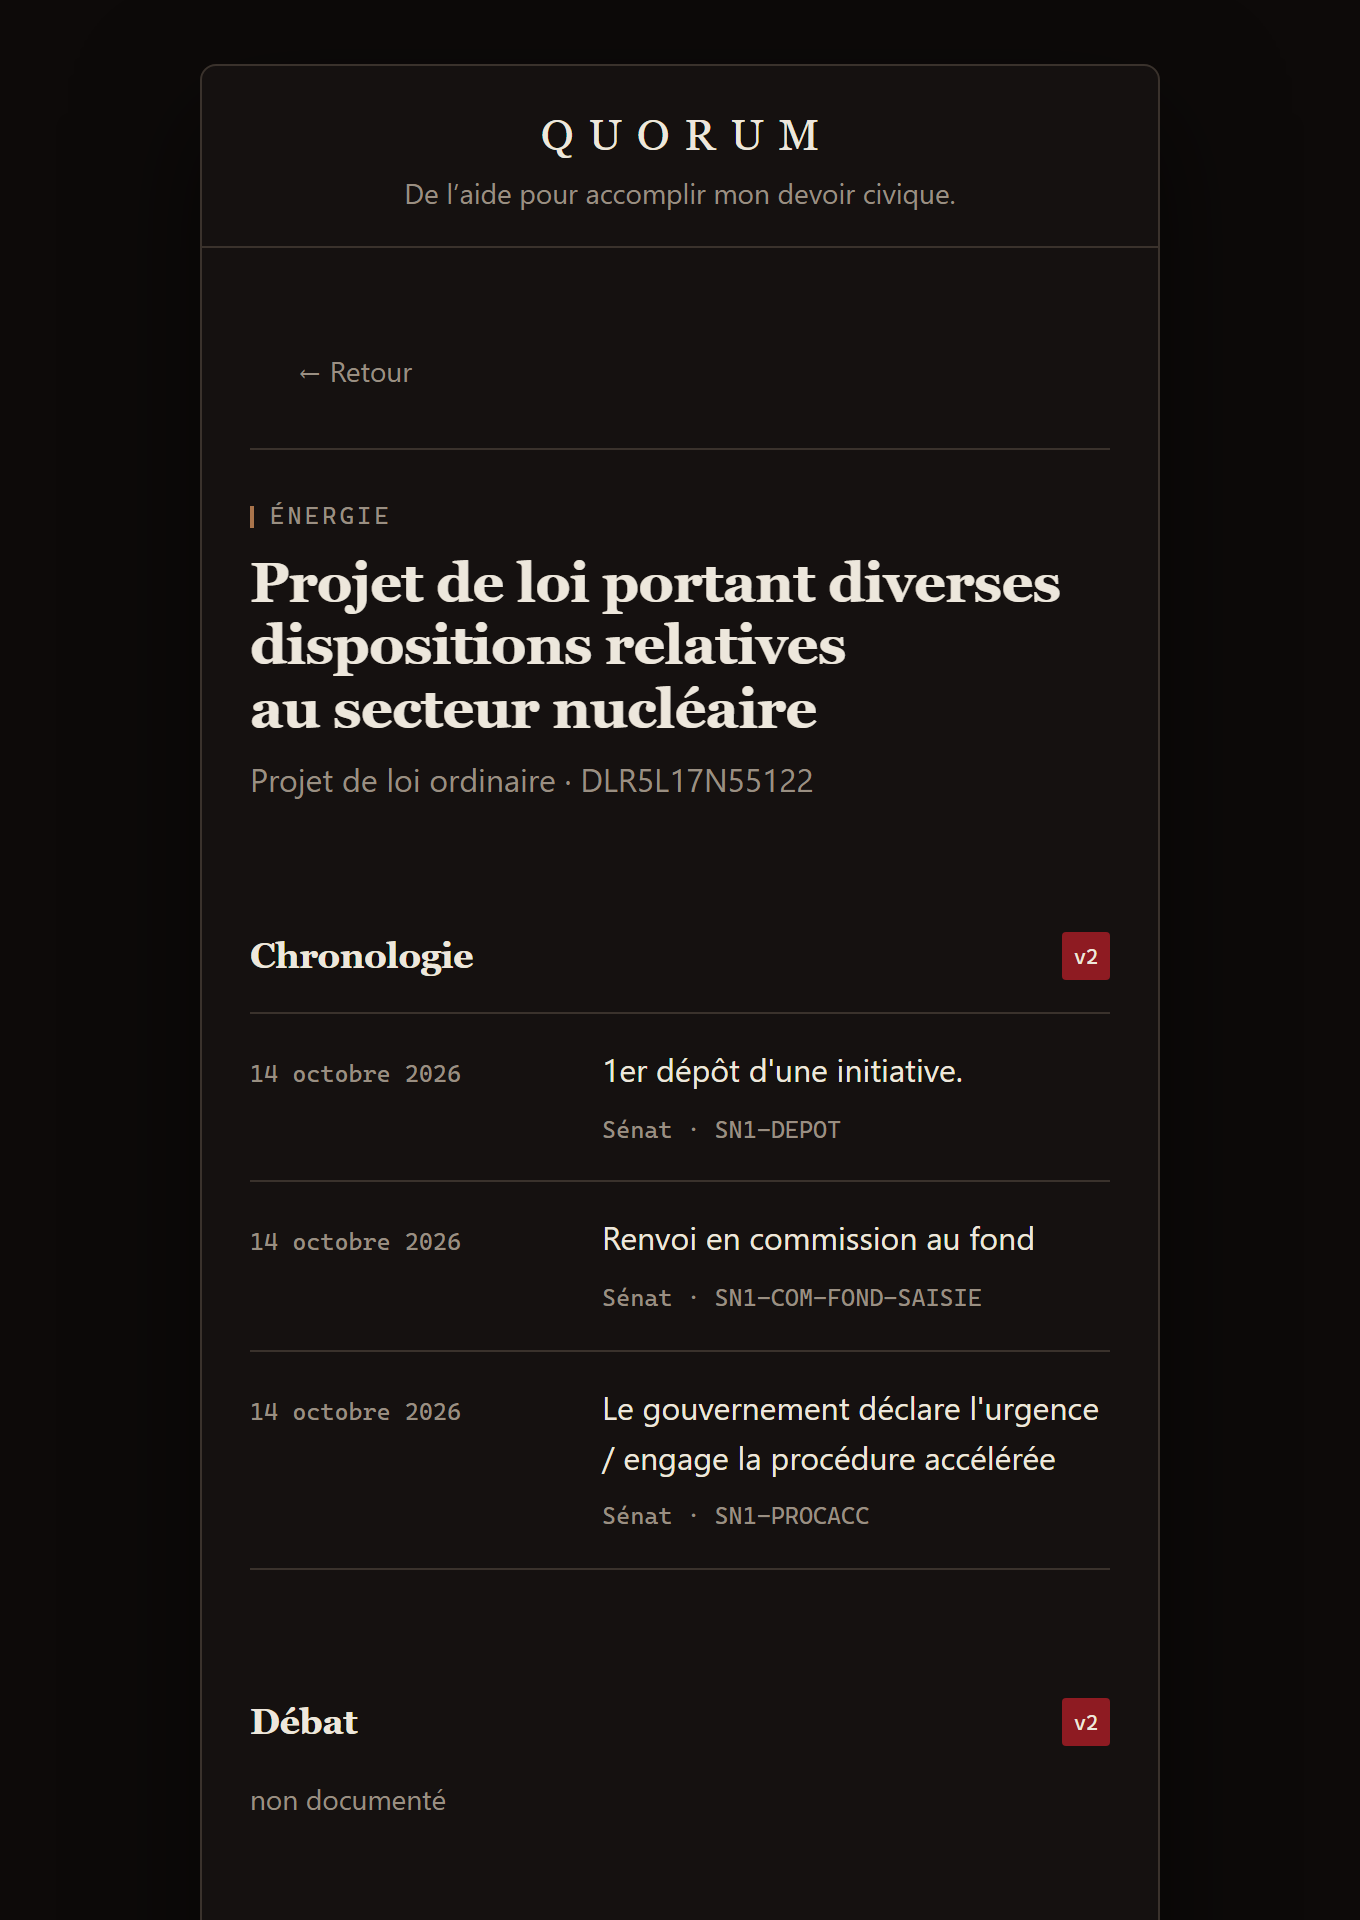 QUORUM
De l’aide pour accomplir mon devoir civique.
← Retour
ÉNERGIE
Projet de loi portant diverses
dispositions relatives
au secteur nucléaire
Projet de loi ordinaire · DLR5L17N55122
Chronologie
v2
14 octobre 2026
1er dépôt d'une initiative.
Sénat · SN1-DEPOT
14 octobre 2026
Renvoi en commission au fond
Sénat · SN1-COM-FOND-SAISIE
14 octobre 2026
Le gouvernement déclare l'urgence
/ engage la procédure accélérée
Sénat · SN1-PROCACC
Débat
v2
non documenté